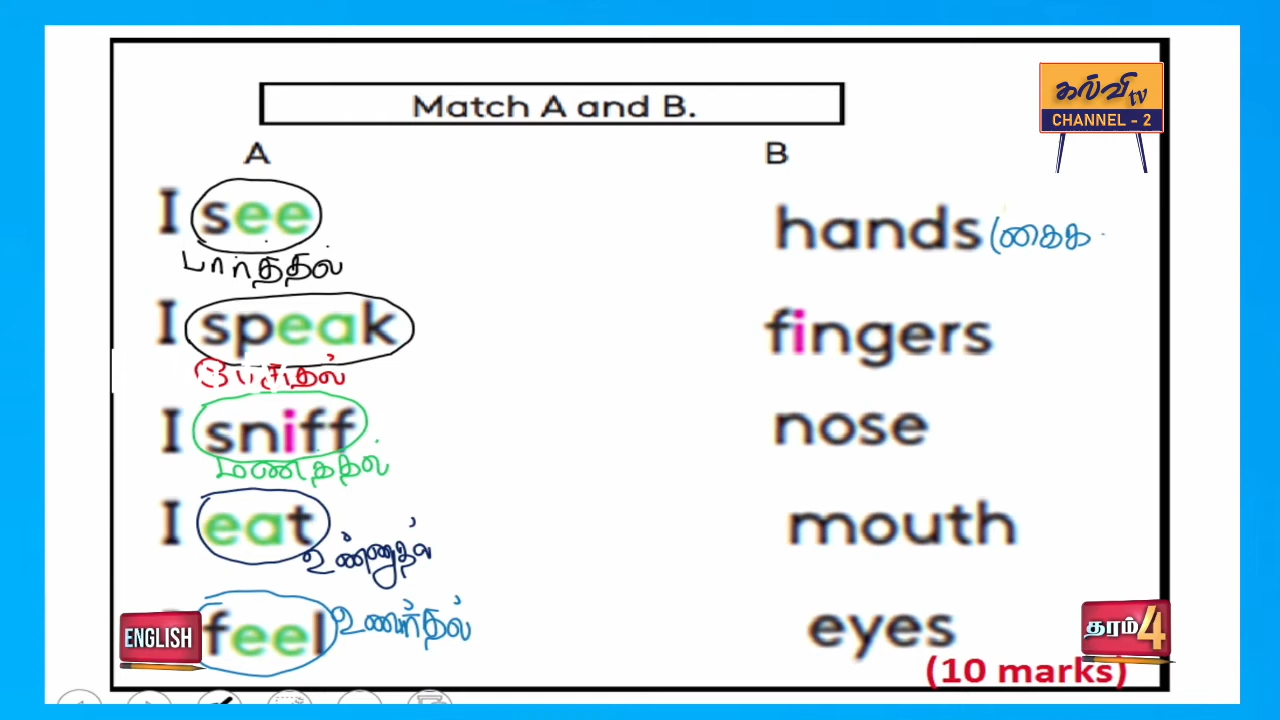 Match A and B.
கல்வி tv
CHANNEL - 2
A B
I see hands (கைக
பார்த்தல்
I speak fingers
பேசுதல்
I sniff nose
மணத்தல்
I eat mouth
உண்ணுதல்
feel உணர்தல் eyes
ENGLISH
தரம் 4
(10 marks)